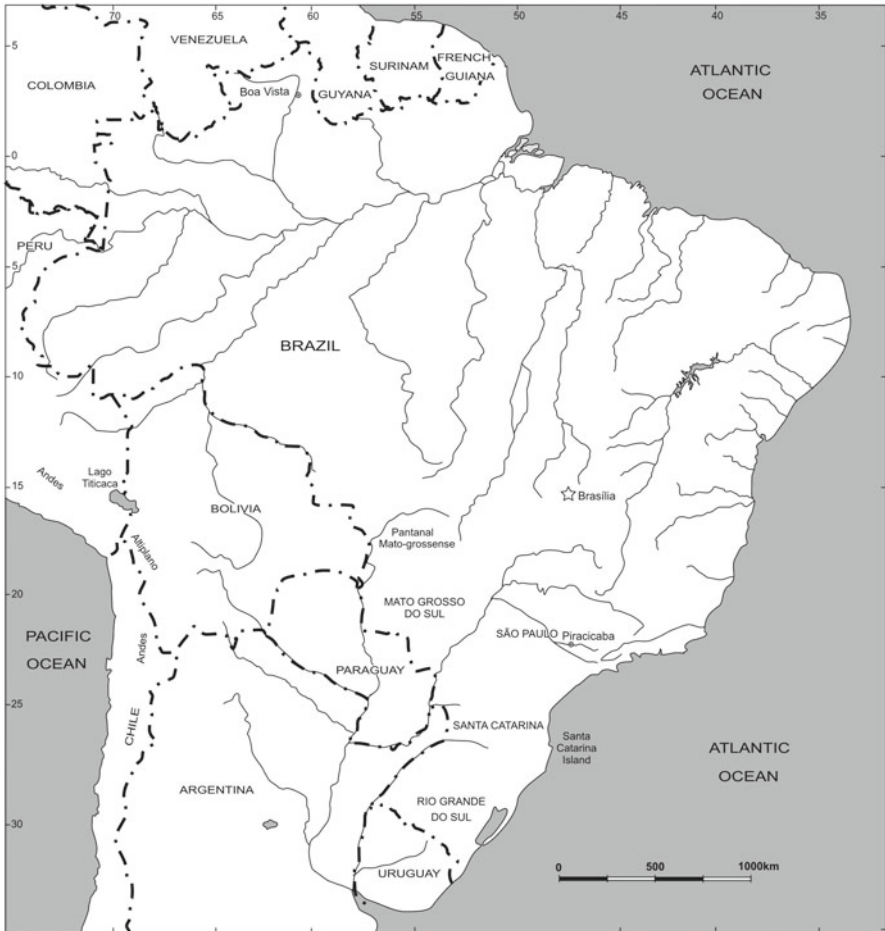 70 65 60 55 50 47 45 40 35
5
0
5
10
15
20
25
30
VENEZUELA
COLOMBIA
Boa Vista
GUYANA
SURINAM
FRENCH
GUIANA
ATLANTIC
OCEAN
PERU
BRAZIL
Andes
Lago
Titicaca
BOLIVIA
Brasília
Altiplano
Pantanal
Mato-grossense
MATO GROSSO
DO SUL
PACIFIC
OCEAN
Andes
SÃO PAULO Piracicaba
PARAGUAY
CHILE
SANTA CATARINA
Santa
Catarina
Island
ATLANTIC
OCEAN
ARGENTINA
RIO GRANDE
DO SUL
URUGUAY
0 500 1000km